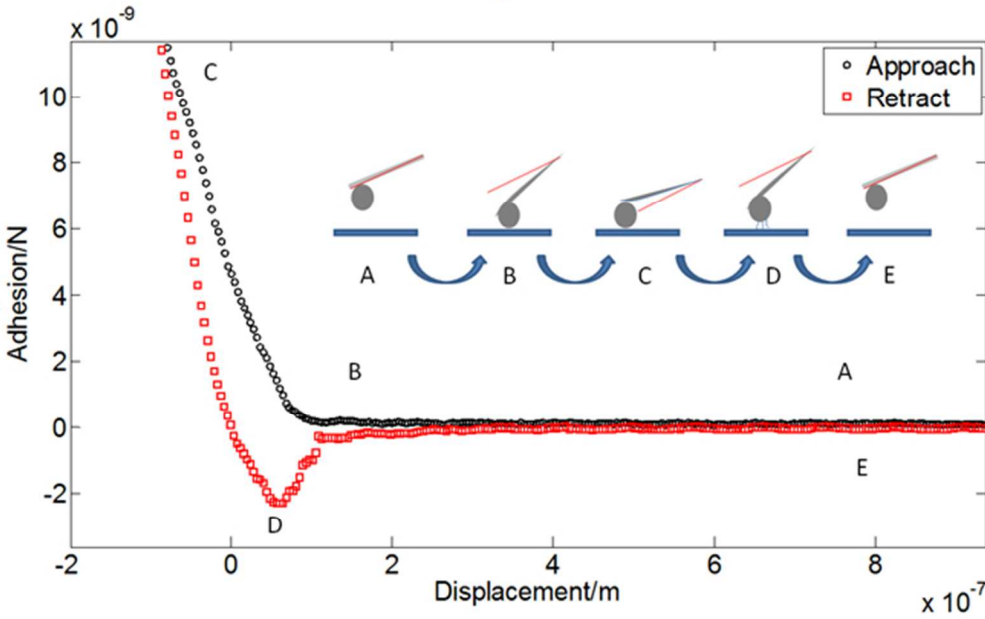 x 10^-9
Adhesion/N
10
8
6
4
2
0
-2
C
Approach
Retract
A B C D E
B A
E
D
-2 0 2 4 6 8
Displacement/m
x 10^-7